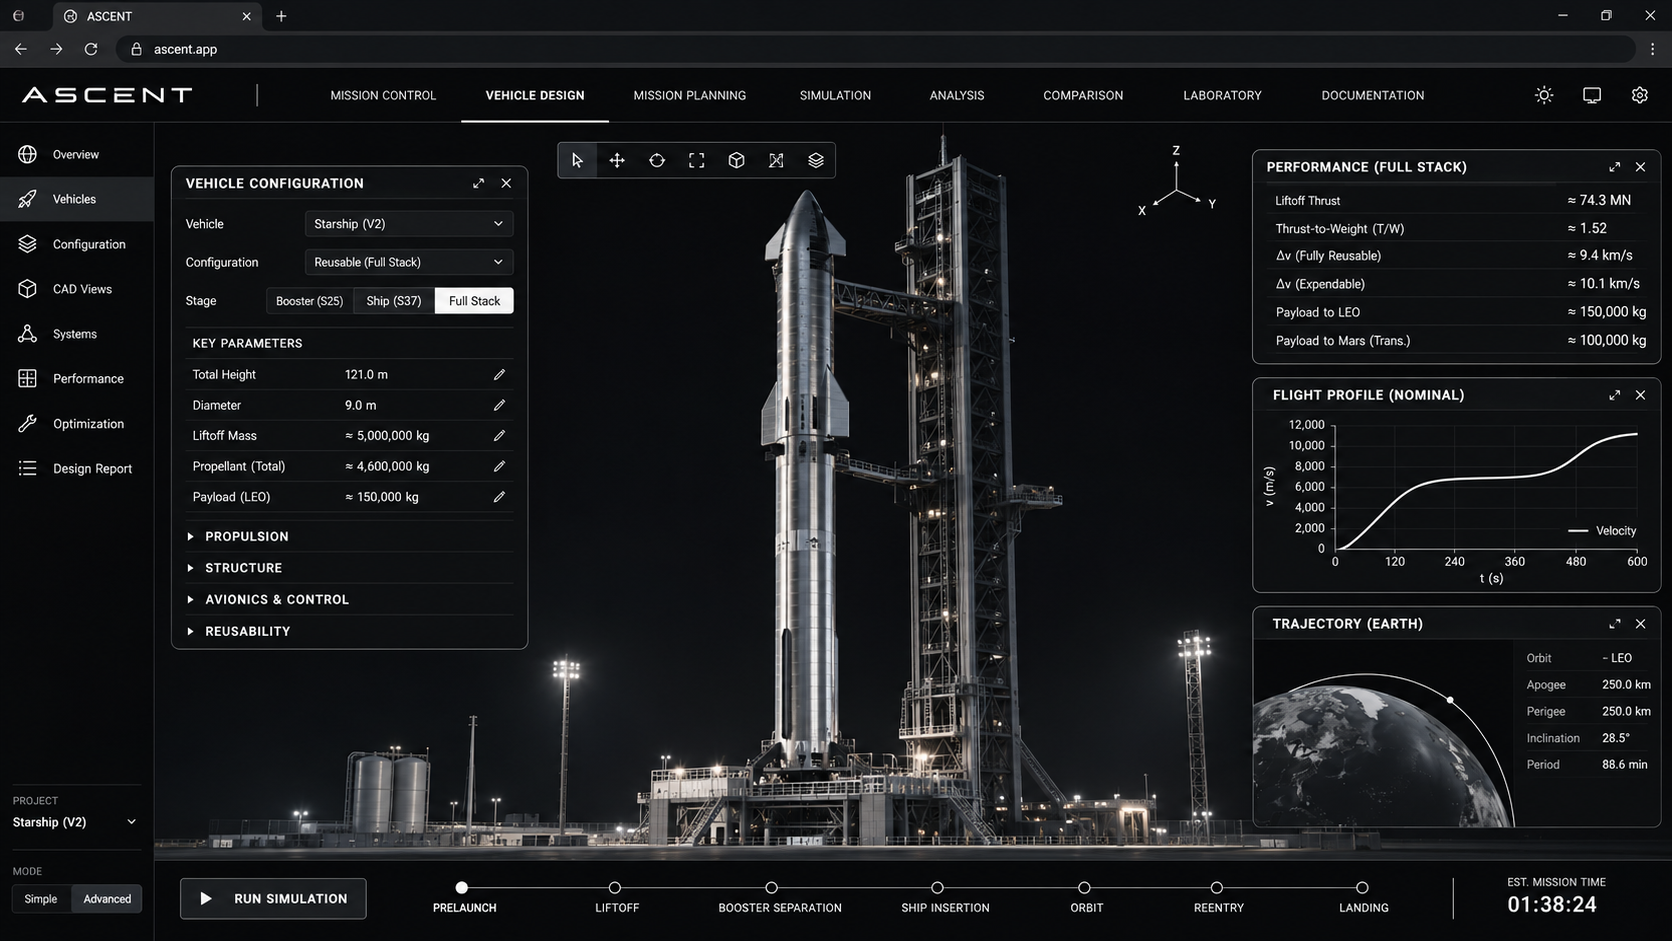 ASCENT
ascent.app
ASCENT
MISSION CONTROL
VEHICLE DESIGN
MISSION PLANNING
SIMULATION
ANALYSIS
COMPARISON
LABORATORY
DOCUMENTATION
Overview
Vehicles
Configuration
CAD Views
Systems
Performance
Optimization
Design Report
PROJECT
Starship (V2)
MODE
Simple Advanced
VEHICLE CONFIGURATION
Vehicle Starship (V2)
Configuration Reusable (Full Stack)
Stage Booster (S25) Ship (S37) Full Stack
KEY PARAMETERS
Total Height 121.0 m
Diameter 9.0 m
Liftoff Mass ≈ 5,000,000 kg
Propellant (Total) ≈ 4,600,000 kg
Payload (LEO) ≈ 150,000 kg
PROPULSION
STRUCTURE
AVIONICS & CONTROL
REUSABILITY
Z
X Y
PERFORMANCE (FULL STACK)
Liftoff Thrust ≈ 74.3 MN
Thrust-to-Weight (T/W) ≈ 1.52
Δv (Fully Reusable) ≈ 9.4 km/s
Δv (Expendable) ≈ 10.1 km/s
Payload to LEO ≈ 150,000 kg
Payload to Mars (Trans.) ≈ 100,000 kg
FLIGHT PROFILE (NOMINAL)
v (m/s)
12,000
10,000
8,000
6,000
4,000
2,000
0
Velocity
0 120 240 360 480 600
t (s)
TRAJECTORY (EARTH)
Orbit ~ LEO
Apogee 250.0 km
Perigee 250.0 km
Inclination 28.5°
Period 88.6 min
RUN SIMULATION
PRELAUNCH
LIFTOFF
BOOSTER SEPARATION
SHIP INSERTION
ORBIT
REENTRY
LANDING
EST. MISSION TIME
01:38:24